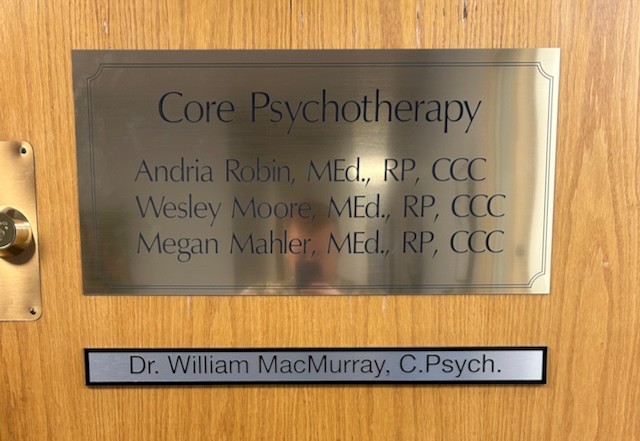 Core Psychotherapy
Andria Robin, MEd., RP, CCC
Wesley Moore, MEd., RP, CCC
Megan Mahler, MEd., RP, CCC
Dr. William MacMurray, C.Psych.